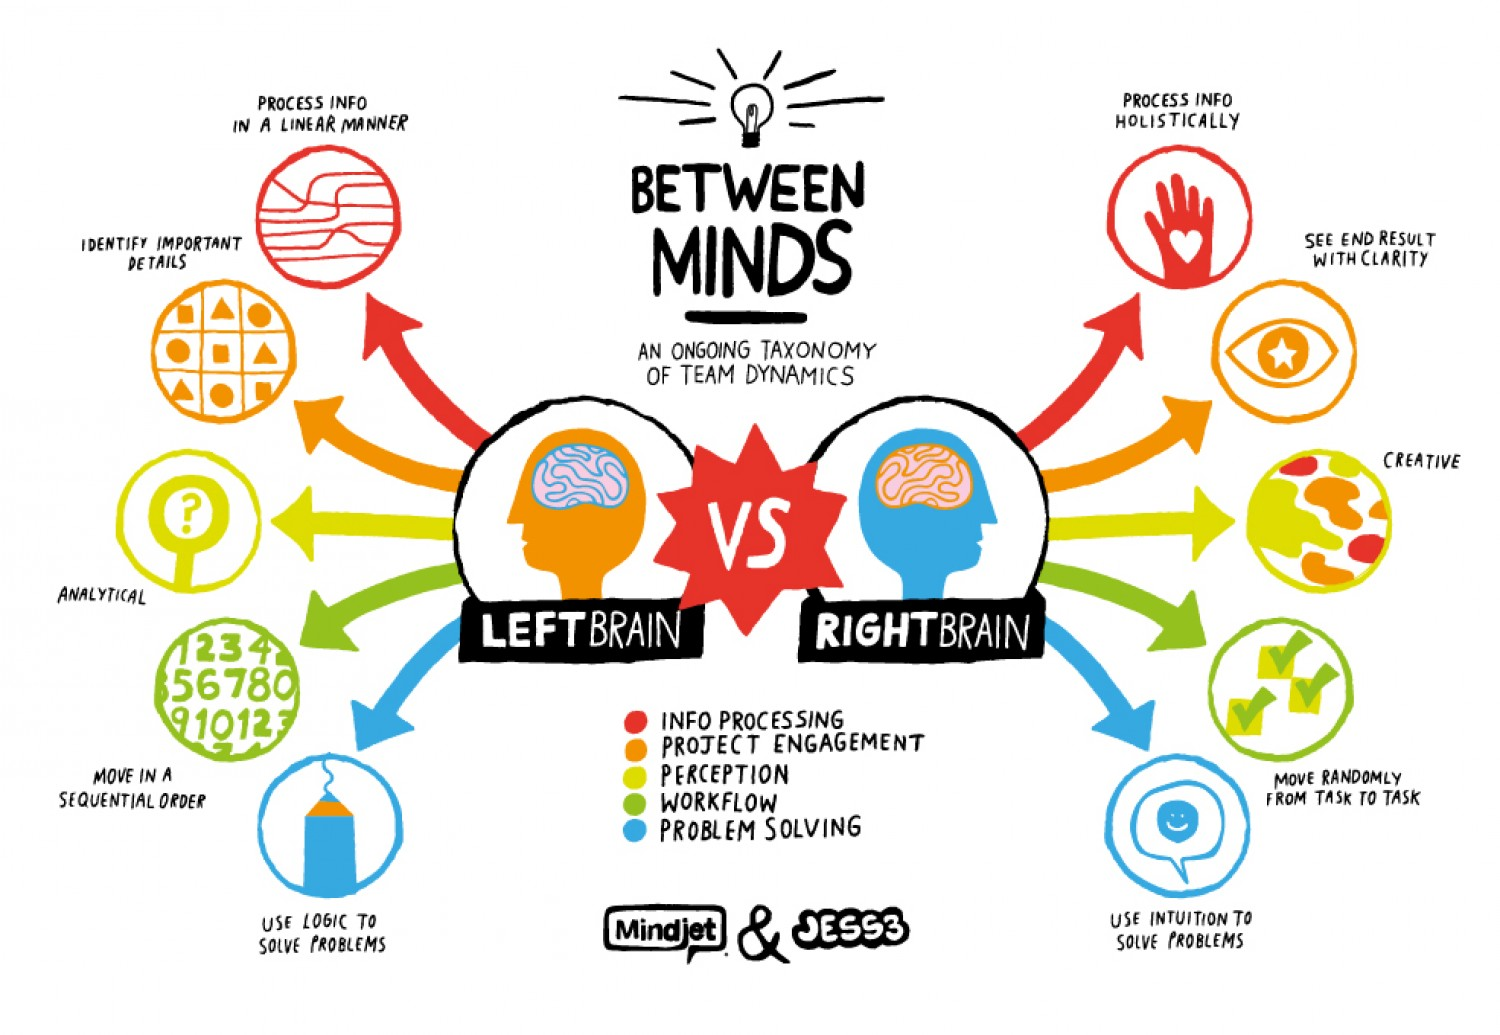 BETWEEN
MINDS
AN ONGOING TAXONOMY
OF TEAM DYNAMICS
PROCESS INFO
IN A LINEAR MANNER
IDENTIFY IMPORTANT
DETAILS
?
ANALYTICAL
1234
56780
910123
MOVE IN A
SEQUENTIAL ORDER
USE LOGIC TO
SOLVE PROBLEMS
LEFTBRAIN
VS
RIGHTBRAIN
PROCESS INFO
HOLISTICALLY
SEE END RESULT
WITH CLARITY
CREATIVE
MOVE RANDOMLY
FROM TASK TO TASK
USE INTUITION TO
SOLVE PROBLEMS
INFO PROCESSING
PROJECT ENGAGEMENT
PERCEPTION
WORKFLOW
PROBLEM SOLVING
Mindjet & JESS3